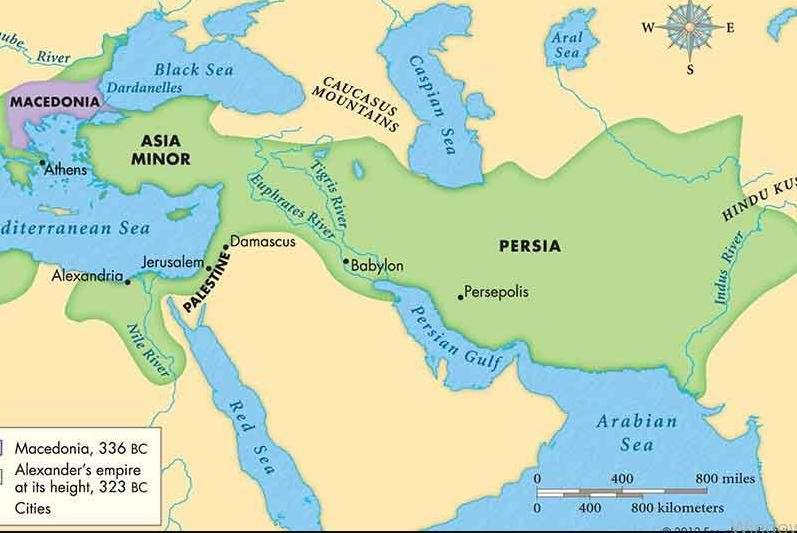 Aral
Sea
W
E
S
ube
River
Black Sea
Dardanelles
MACEDONIA
CAUCASUS
MOUNTAINS
Caspian Sea
ASIA
MINOR
Athens
Tigris River
Euphrates River
HINDU KUS
diterranean Sea
Damascus
PERSIA
Jerusalem
Babylon
Alexandria
PALESTINE
Persepolis
Indus River
Nile River
Persian Gulf
Red Sea
Arabian
Sea
Macedonia, 336 BC
Alexander's empire
at its height, 323 BC
Cities
0 400 800 miles
0 400 800 kilometers